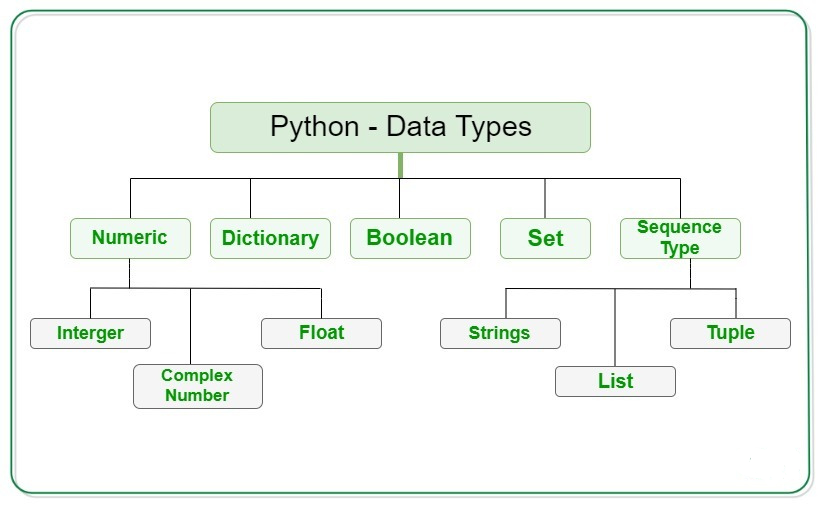 Python - Data Types
Numeric
Dictionary
Boolean
Set
Sequence
Type
Interger
Complex
Number
Float
Strings
List
Tuple